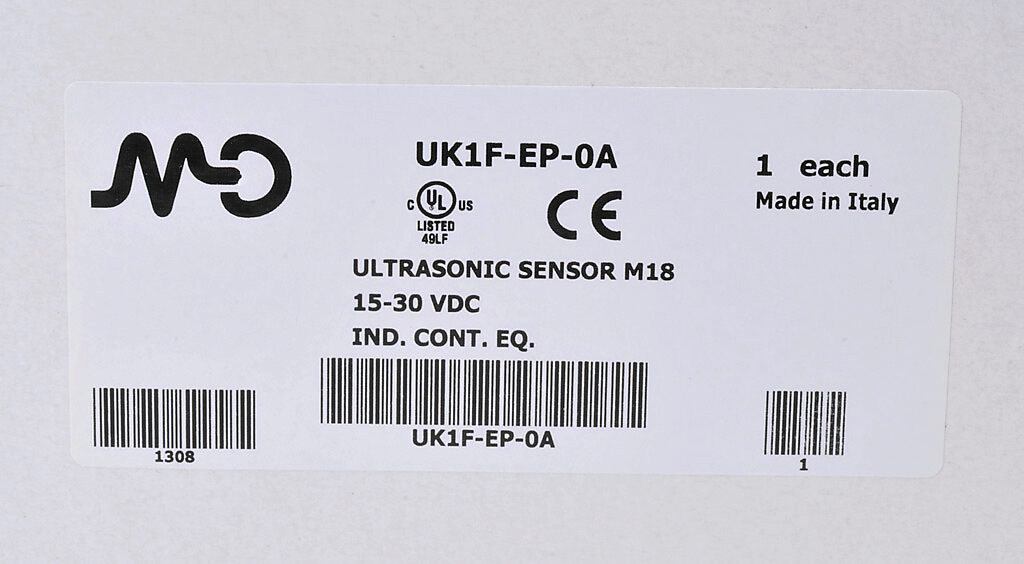 MD
UK1F-EP-0A
1 each
Made in Italy
C UL US
LISTED
49LF
CE
ULTRASONIC SENSOR M18
15-30 VDC
IND. CONT. EQ.
UK1F-EP-0A
1308
1